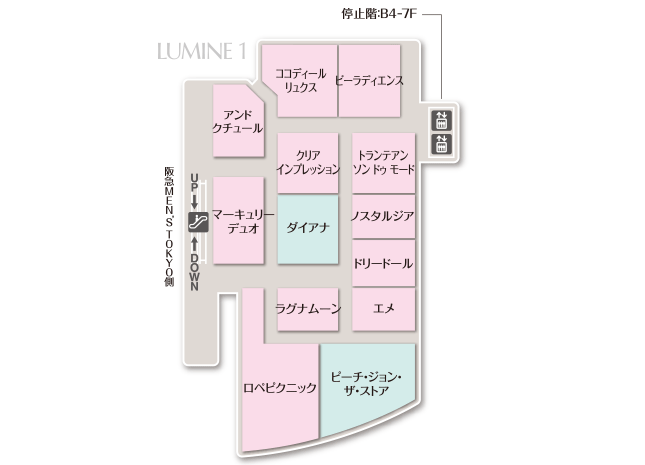 停止階:B4-7F
LUMINE 1
ココディール
リュクス
ビーラディエンス
アンド
クチュール
クリア
インプレッション
トランテアン
ソン ドゥ モード
阪急MEN'S TOKYO側
UP
マーキュリー
デュオ
ダイアナ
ノスタルジア
DOWN
ドリードール
ラグナムーン
エメ
ロペピクニック
ピーチ・ジョン・
ザ・ストア